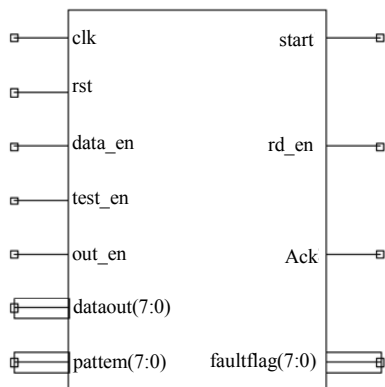 clk start
rst
data_en rd_en
test_en
out_en Ack
dataout(7:0)
pattem(7:0) faultflag(7:0)